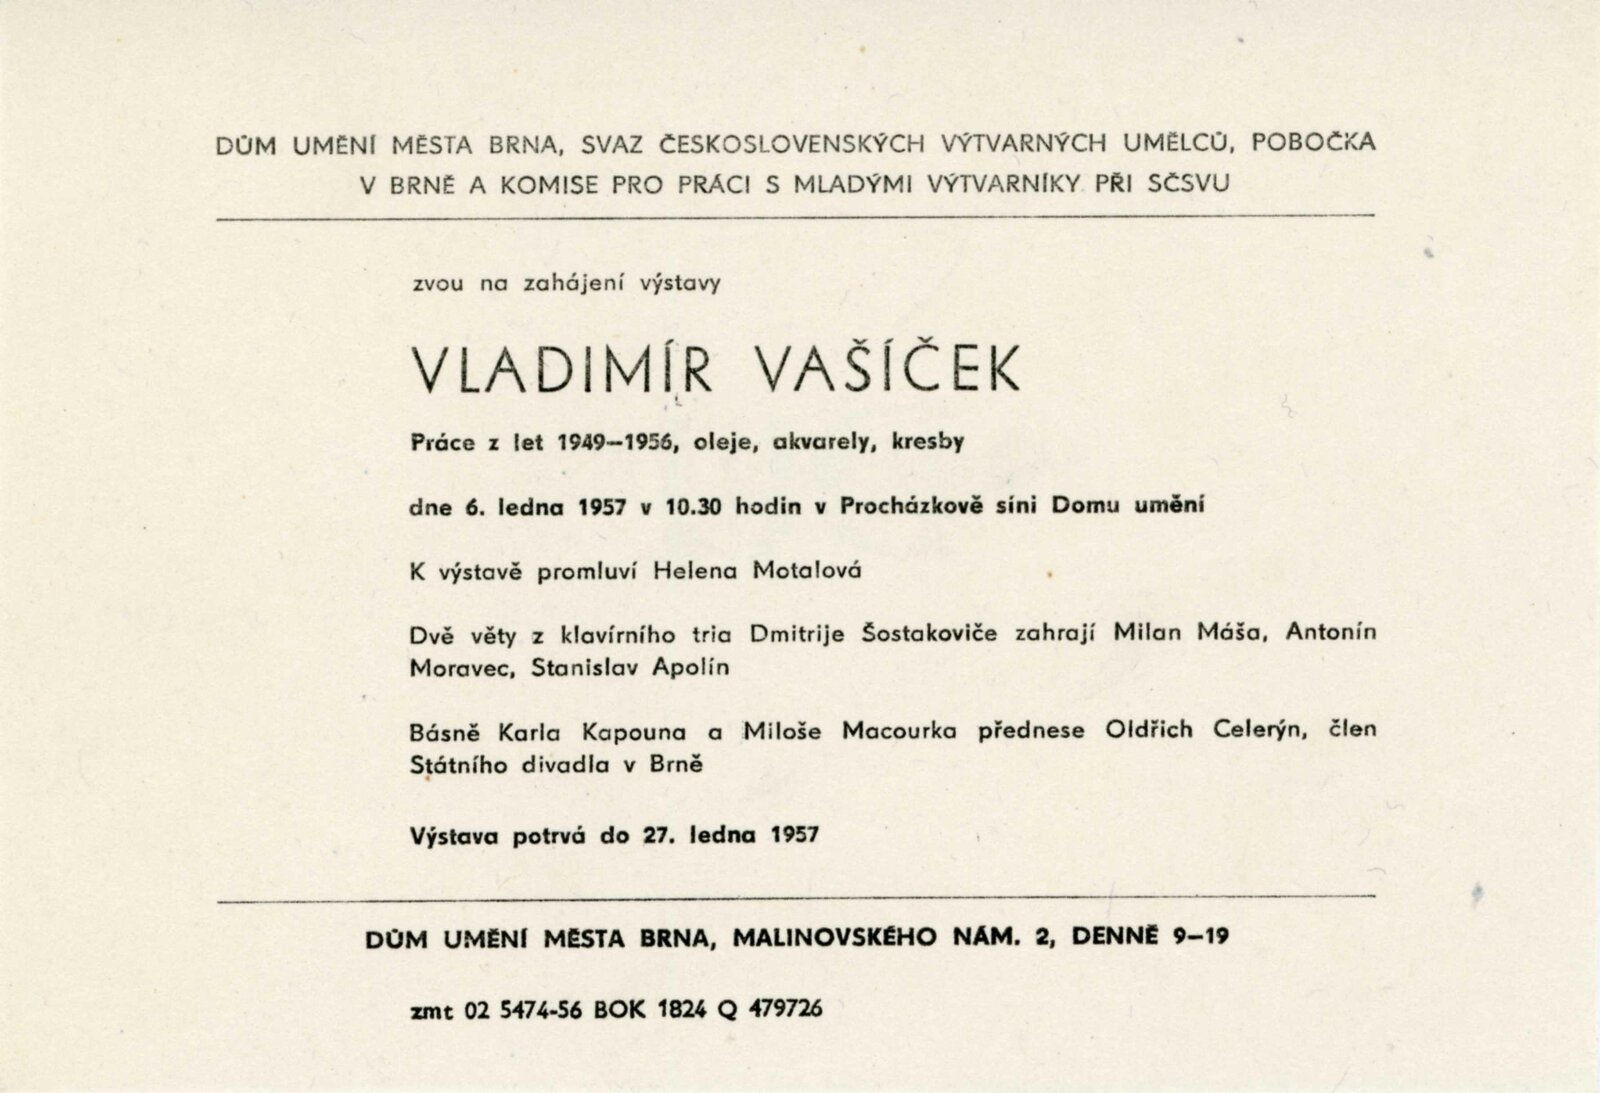 DŮM UMĚNÍ MĚSTA BRNA, SVAZ ČESKOSLOVENSKÝCH VÝTVARNÝCH UMĚLCŮ, POBOČKA
V BRNĚ A KOMISE PRO PRÁCI S MLADÝMI VÝTVARNÍKY PŘI SČSVU
zvou na zahájení výstavy
VLADIMÍR VAŠÍČEK
Práce z let 1949–1956, oleje, akvarely, kresby
dne 6. ledna 1957 v 10.30 hodin v Procházkově síni Domu umění
K výstavě promluví Helena Motalová
Dvě věty z klavírního tria Dmitrije Šostakoviče zahrají Milan Máša, Antonín
Moravec, Stanislav Apolín
Básně Karla Kapouna a Miloše Macourka přednese Oldřich Celerýn, člen
Státního divadla v Brně
Výstava potrvá do 27. ledna 1957
DŮM UMĚNÍ MĚSTA BRNA, MALINOVSKÉHO NÁM. 2, DENNĚ 9–19
zmt 02 5474-56 BOK 1824 Q 479726